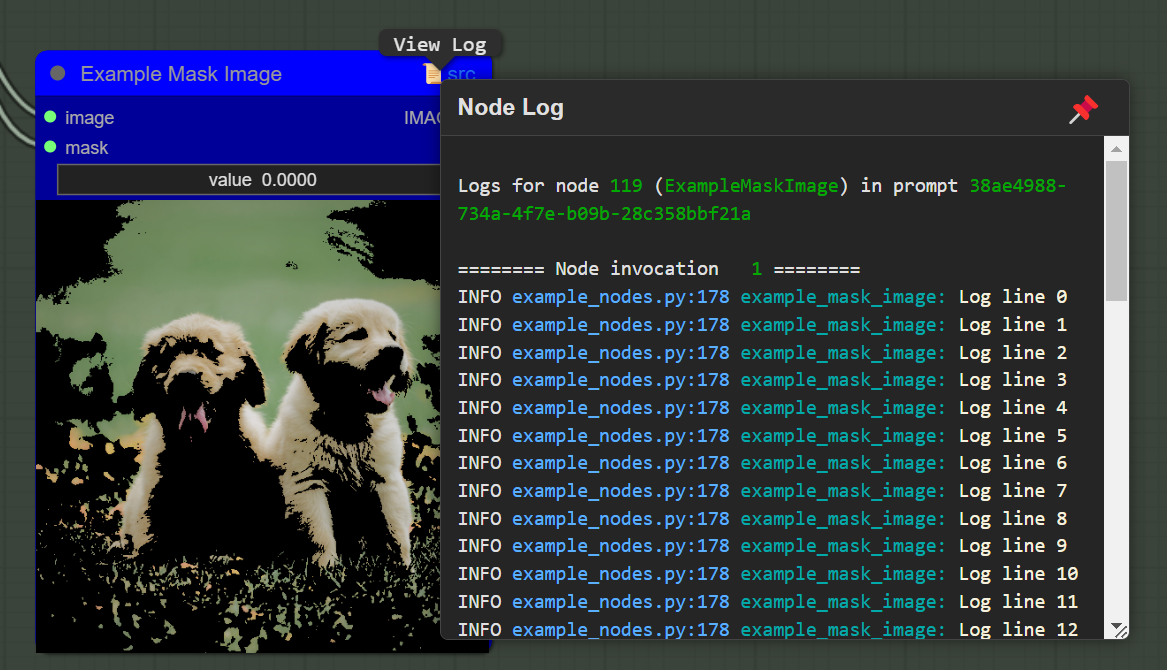 View Log
Example Mask Image
src
image
mask
value 0.0000
Node Log
Logs for node 119 (ExampleMaskImage) in prompt 38ae4988-
734a-4f7e-b09b-28c358bbf21a
======== Node invocation 1 ========
INFO example_nodes.py:178 example_mask_image: Log line 0
INFO example_nodes.py:178 example_mask_image: Log line 1
INFO example_nodes.py:178 example_mask_image: Log line 2
INFO example_nodes.py:178 example_mask_image: Log line 3
INFO example_nodes.py:178 example_mask_image: Log line 4
INFO example_nodes.py:178 example_mask_image: Log line 5
INFO example_nodes.py:178 example_mask_image: Log line 6
INFO example_nodes.py:178 example_mask_image: Log line 7
INFO example_nodes.py:178 example_mask_image: Log line 8
INFO example_nodes.py:178 example_mask_image: Log line 9
INFO example_nodes.py:178 example_mask_image: Log line 10
INFO example_nodes.py:178 example_mask_image: Log line 11
INFO example_nodes.py:178 example_mask_image: Log line 12